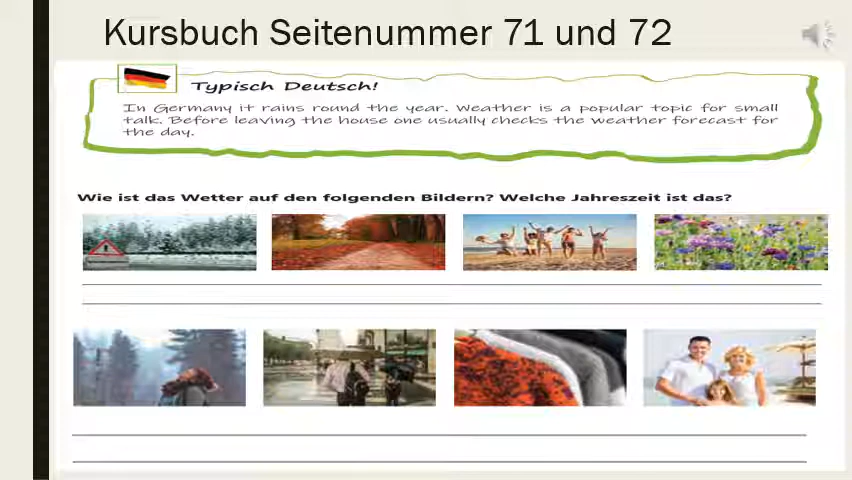 Kursbuch Seitenummer 71 und 72
Typisch Deutsch!
In Germany it rains round the year. Weather is a popular topic for small
talk. Before leaving the house one usually checks the weather forecast for
the day.
Wie ist das Wetter auf den folgenden Bildern? Welche Jahreszeit ist das?